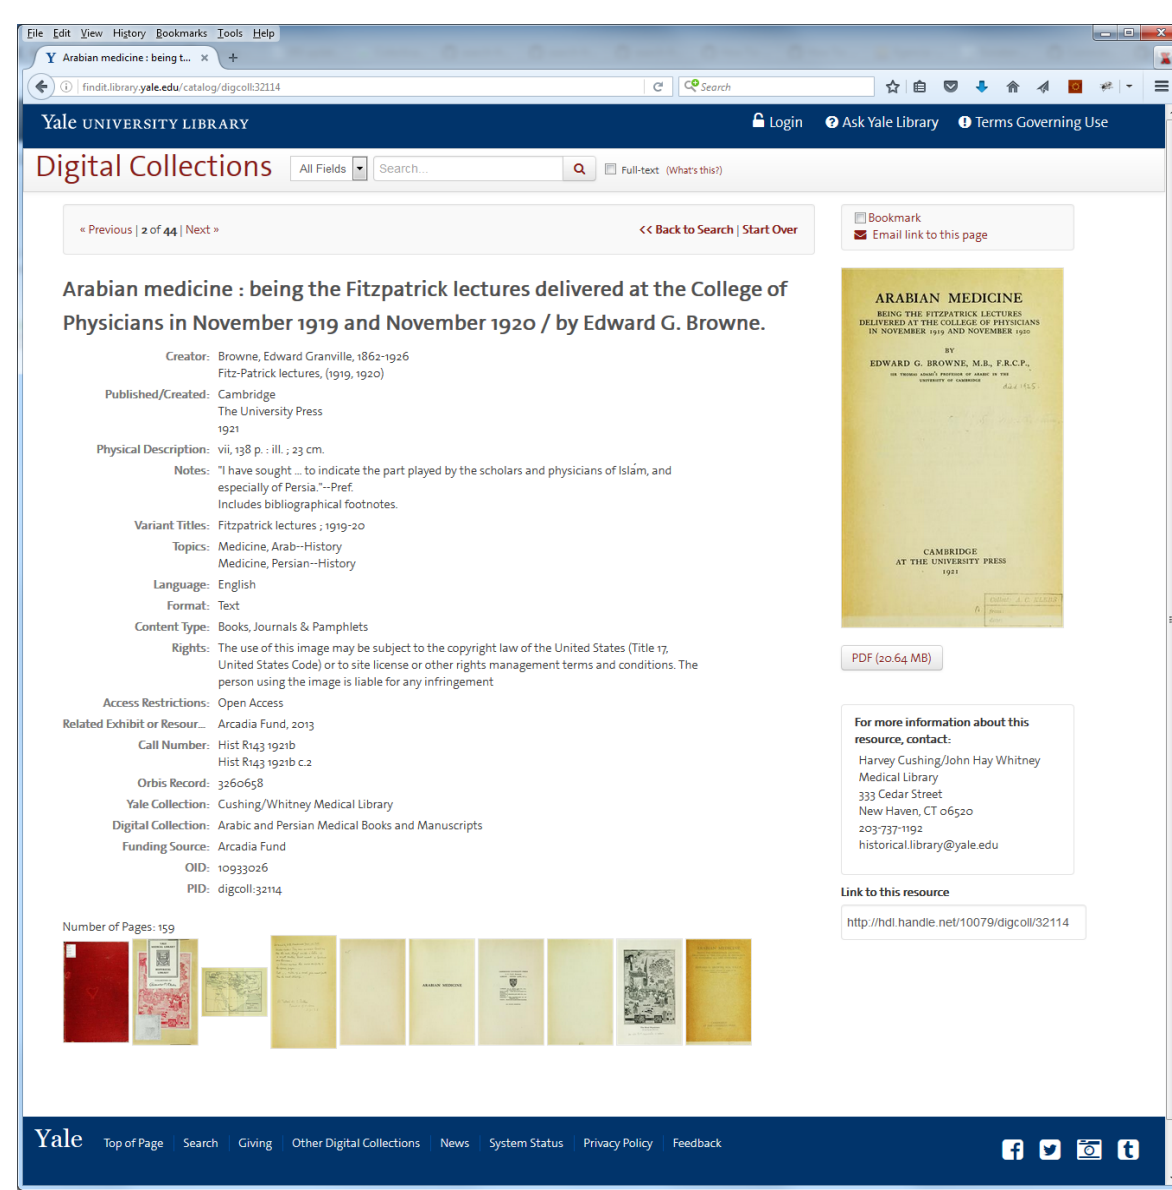 File Edit View History Bookmarks Tools Help
Y Arabian medicine : being t... × +
findit.library.yale.edu/catalog/digcoll:32114
Search
Yale UNIVERSITY LIBRARY
Login
Ask Yale Library
Terms Governing Use
Digital Collections
All Fields
Search...
Full-text (What's this?)
« Previous | 2 of 44 | Next »
<< Back to Search | Start Over
Bookmark
Email link to this page
Arabian medicine : being the Fitzpatrick lectures delivered at the College of
Physicians in November 1919 and November 1920 / by Edward G. Browne.
Creator: Browne, Edward Granville, 1862-1926
Fitz-Patrick lectures, (1919, 1920)
Published/Created: Cambridge
The University Press
1921
Physical Description: vii, 138 p. : ill. ; 23 cm.
Notes: "I have sought ... to indicate the part played by the scholars and physicians of Islám, and
especially of Persia."--Pref.
Includes bibliographical footnotes.
Variant Titles: Fitzpatrick lectures ; 1919-20
Topics: Medicine, Arab--History
Medicine, Persian--History
Language: English
Format: Text
Content Type: Books, Journals & Pamphlets
Rights: The use of this image may be subject to the copyright law of the United States (Title 17,
United States Code) or to site license or other rights management terms and conditions. The
person using the image is liable for any infringement
Access Restrictions: Open Access
Related Exhibit or Resour... Arcadia Fund, 2013
Call Number: Hist R143 1921b
Hist R143 1921b c.2
Orbis Record: 3260658
Yale Collection: Cushing/Whitney Medical Library
Digital Collection: Arabic and Persian Medical Books and Manuscripts
Funding Source: Arcadia Fund
OID: 10933026
PID: digcoll:32114
Number of Pages: 159
ARABIAN MEDICINE
ARABIAN MEDICINE
BEING THE FITZPATRICK LECTURES
DELIVERED AT THE COLLEGE OF PHYSICIANS
IN NOVEMBER 1919 AND NOVEMBER 1920
BY
EDWARD G. BROWNE, M.B., F.R.C.P.,
SIR THOMAS ADAMS'S PROFESSOR OF ARABIC IN THE
UNIVERSITY OF CAMBRIDGE
CAMBRIDGE
AT THE UNIVERSITY PRESS
1921
PDF (20.64 MB)
For more information about this
resource, contact:
Harvey Cushing/John Hay Whitney
Medical Library
333 Cedar Street
New Haven, CT 06520
203-737-1192
historical.library@yale.edu
Link to this resource
http://hdl.handle.net/10079/digcoll/32114
Yale
Top of Page Search Giving Other Digital Collections News System Status Privacy Policy Feedback